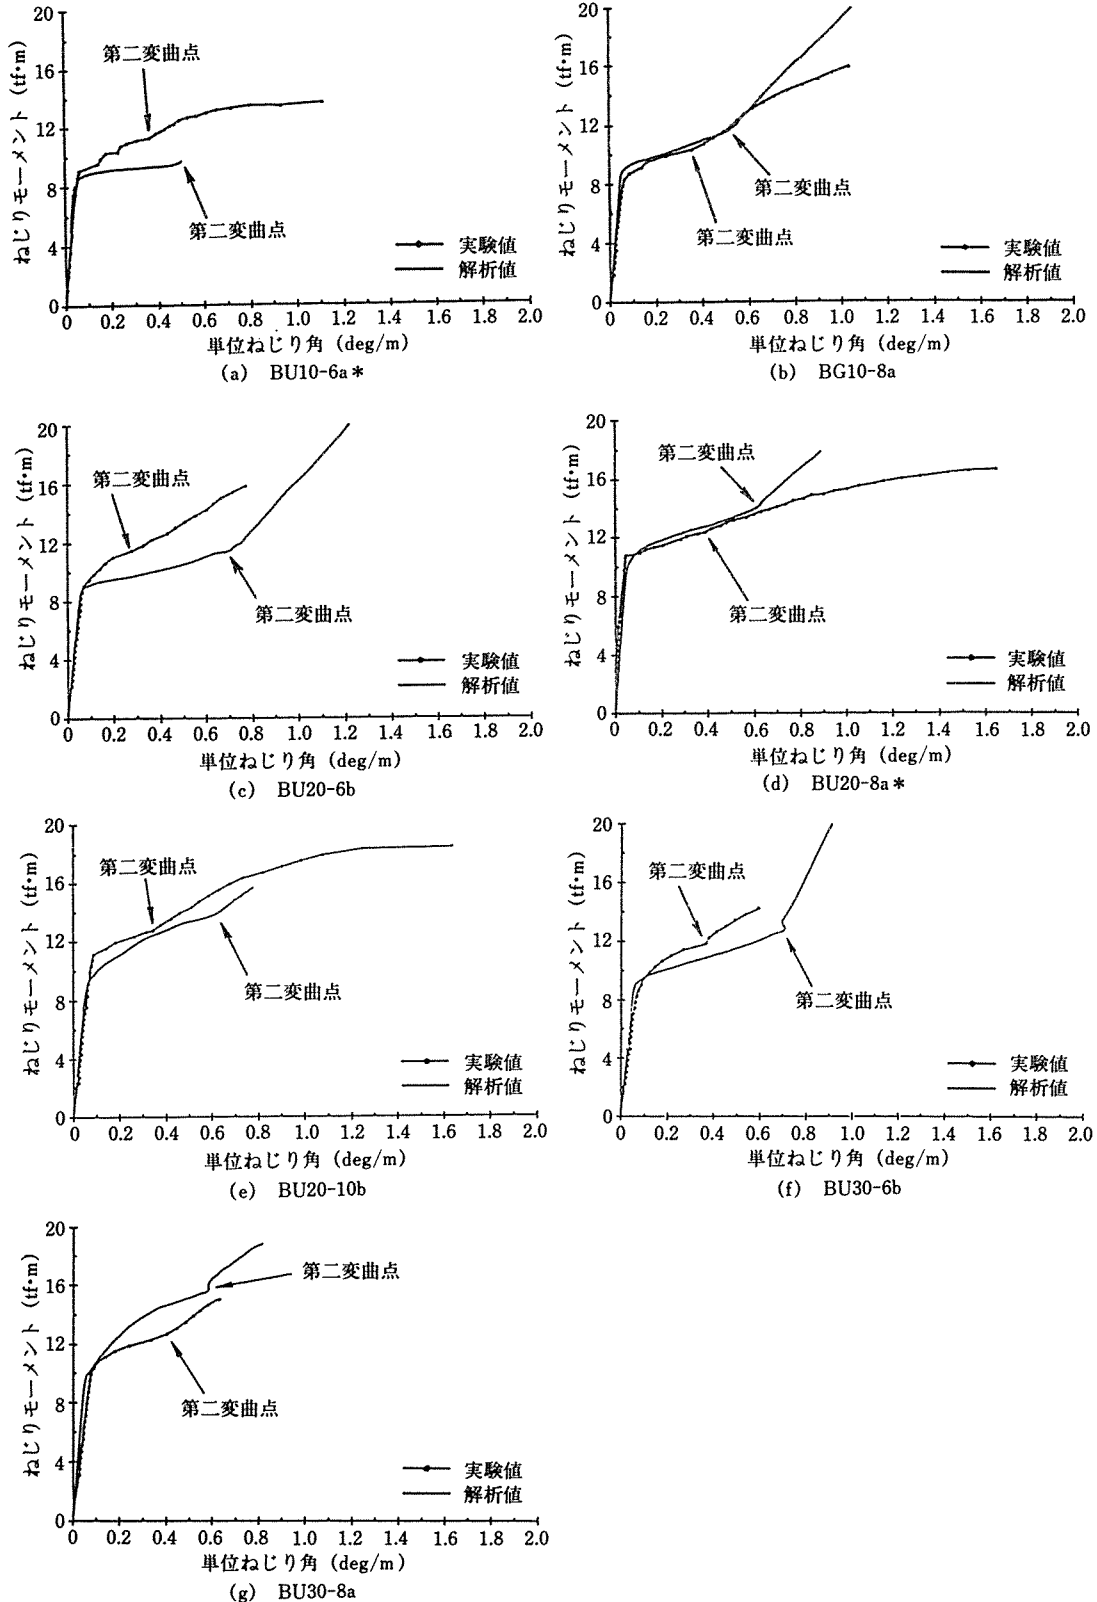 ねじりモーメント (tf·m)
20
16
12
8
4
0
第二変曲点
第二変曲点
実験値
解析値
0 0.2 0.4 0.6 0.8 1.0 1.2 1.4 1.6 1.8 2.0
単位ねじり角 (deg/m)
(a) BU10-6a*
ねじりモーメント (tf·m)
20
16
12
8
4
0
第二変曲点
第二変曲点
実験値
解析値
0 0.2 0.4 0.6 0.8 1.0 1.2 1.4 1.6 1.8 2.0
単位ねじり角 (deg/m)
(b) BG10-8a
ねじりモーメント (tf·m)
20
16
12
8
4
0
第二変曲点
第二変曲点
実験値
解析値
0 0.2 0.4 0.6 0.8 1.0 1.2 1.4 1.6 1.8 2.0
単位ねじり角 (deg/m)
(c) BU20-6b
ねじりモーメント (tf·m)
20
16
12
8
4
0
第二変曲点
第二変曲点
実験値
解析値
0 0.2 0.4 0.6 0.8 1.0 1.2 1.4 1.6 1.8 2.0
単位ねじり角 (deg/m)
(d) BU20-8a*
ねじりモーメント (tf·m)
20
16
12
8
4
0
第二変曲点
第二変曲点
実験値
解析値
0 0.2 0.4 0.6 0.8 1.0 1.2 1.4 1.6 1.8 2.0
単位ねじり角 (deg/m)
(e) BU20-10b
ねじりモーメント (tf·m)
20
16
12
8
4
0
第二変曲点
第二変曲点
実験値
解析値
0 0.2 0.4 0.6 0.8 1.0 1.2 1.4 1.6 1.8 2.0
単位ねじり角 (deg/m)
(f) BU30-6b
ねじりモーメント (tf·m)
20
16
12
8
4
0
第二変曲点
第二変曲点
実験値
解析値
0 0.2 0.4 0.6 0.8 1.0 1.2 1.4 1.6 1.8 2.0
単位ねじり角 (deg/m)
(g) BU30-8a